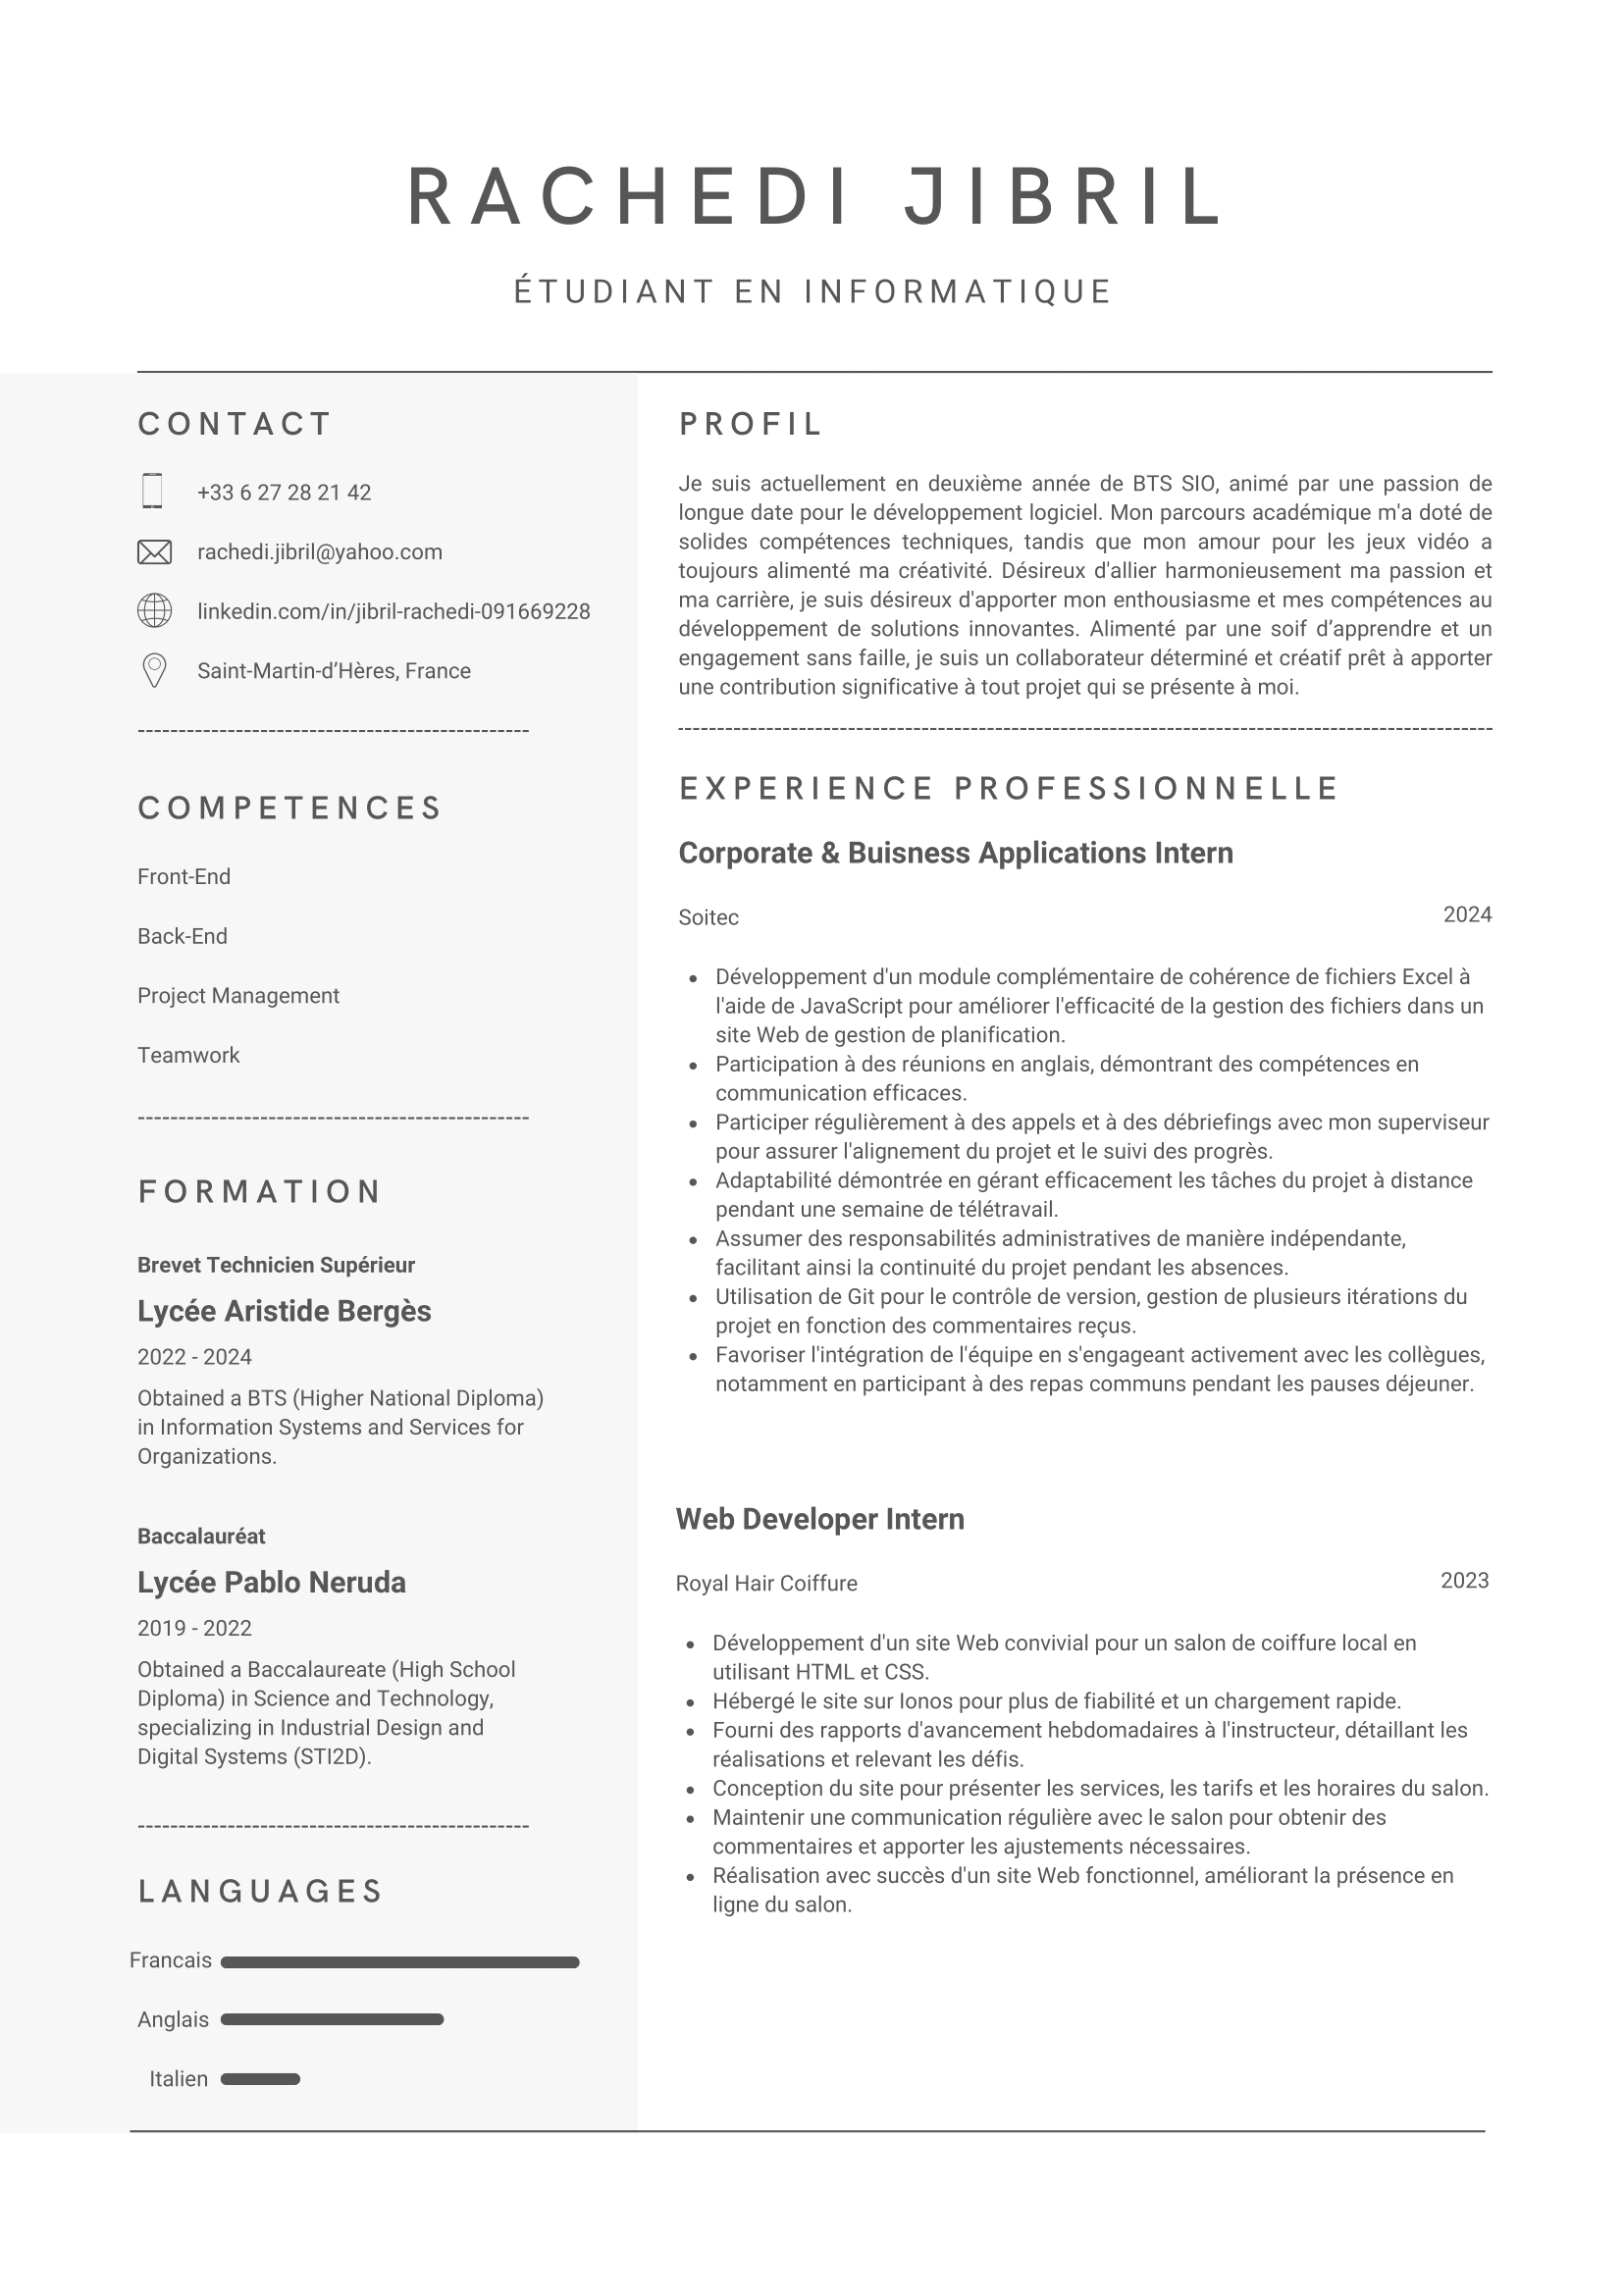 RACHEDI JIBRIL
ÉTUDIANT EN INFORMATIQUE
CONTACT
+33 6 27 28 21 42
rachedi.jibril@yahoo.com
linkedin.com/in/jibril-rachedi-091669228
Saint-Martin-d’Hères, France
COMPETENCES
Front-End
Back-End
Project Management
Teamwork
FORMATION
Brevet Technicien Supérieur
Lycée Aristide Bergès
2022 - 2024
Obtained a BTS (Higher National Diploma)
in Information Systems and Services for
Organizations.
Baccalauréat
Lycée Pablo Neruda
2019 - 2022
Obtained a Baccalaureate (High School
Diploma) in Science and Technology,
specializing in Industrial Design and
Digital Systems (STI2D).
LANGUAGES
Francais
Anglais
Italien
PROFIL
Je suis actuellement en deuxième année de BTS SIO, animé par une passion de
longue date pour le développement logiciel. Mon parcours académique m'a doté de
solides compétences techniques, tandis que mon amour pour les jeux vidéo a
toujours alimenté ma créativité. Désireux d'allier harmonieusement ma passion et
ma carrière, je suis désireux d'apporter mon enthousiasme et mes compétences au
développement de solutions innovantes. Alimenté par une soif d’apprendre et un
engagement sans faille, je suis un collaborateur déterminé et créatif prêt à apporter
une contribution significative à tout projet qui se présente à moi.
EXPERIENCE PROFESSIONNELLE
Corporate & Buisness Applications Intern
Soitec 2024
• Développement d'un module complémentaire de cohérence de fichiers Excel à
l'aide de JavaScript pour améliorer l'efficacité de la gestion des fichiers dans un
site Web de gestion de planification.
• Participation à des réunions en anglais, démontrant des compétences en
communication efficaces.
• Participer régulièrement à des appels et à des débriefings avec mon superviseur
pour assurer l'alignement du projet et le suivi des progrès.
• Adaptabilité démontrée en gérant efficacement les tâches du projet à distance
pendant une semaine de télétravail.
• Assumer des responsabilités administratives de manière indépendante,
facilitant ainsi la continuité du projet pendant les absences.
• Utilisation de Git pour le contrôle de version, gestion de plusieurs itérations du
projet en fonction des commentaires reçus.
• Favoriser l'intégration de l'équipe en s'engageant activement avec les collègues,
notamment en participant à des repas communs pendant les pauses déjeuner.
Web Developer Intern
Royal Hair Coiffure 2023
• Développement d'un site Web convivial pour un salon de coiffure local en
utilisant HTML et CSS.
• Hébergé le site sur Ionos pour plus de fiabilité et un chargement rapide.
• Fourni des rapports d'avancement hebdomadaires à l'instructeur, détaillant les
réalisations et relevant les défis.
• Conception du site pour présenter les services, les tarifs et les horaires du salon.
• Maintenir une communication régulière avec le salon pour obtenir des
commentaires et apporter les ajustements nécessaires.
• Réalisation avec succès d'un site Web fonctionnel, améliorant la présence en
ligne du salon.